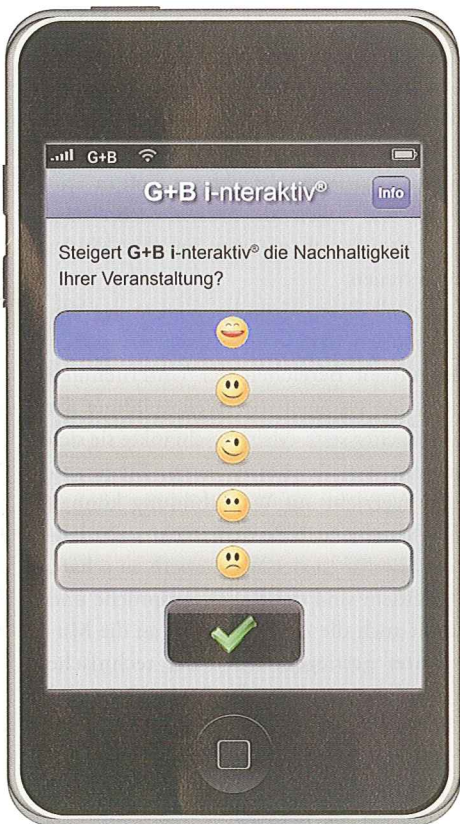 G+B
G+B i-nteraktiv®
Info
Steigert G+B i-nteraktiv® die Nachhaltigkeit
Ihrer Veranstaltung?